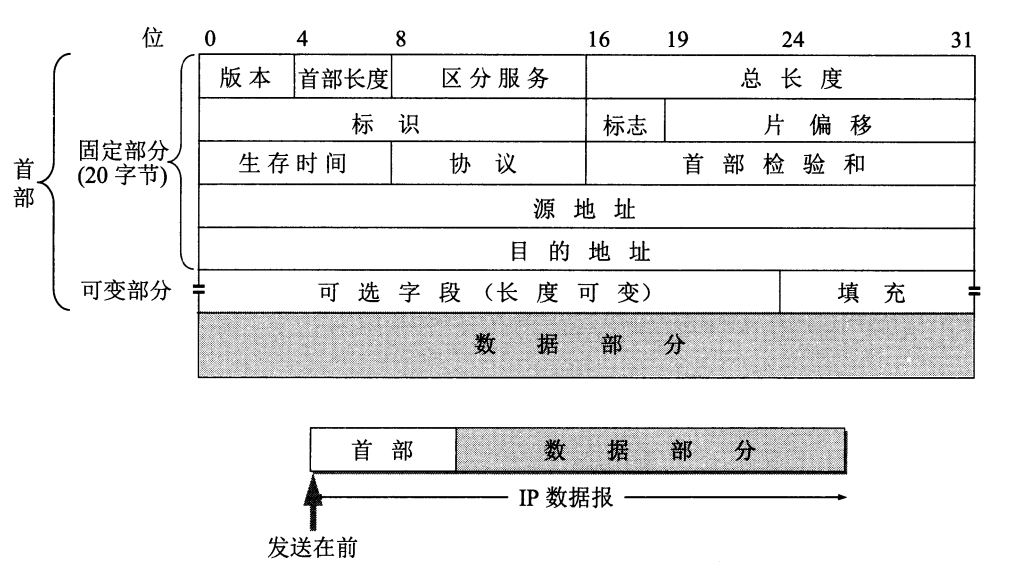 位 0 4 8 16 19 24 31
版本 首部长度 区分服务 总长度
标识 标志 片偏移
固定部分
(20 字节)
首部
生存时间 协议 首部检验和
源地址
目的地址
可变部分 可选字段(长度可变) 填充
数据部分
首部 数据部分
IP 数据报
发送在前